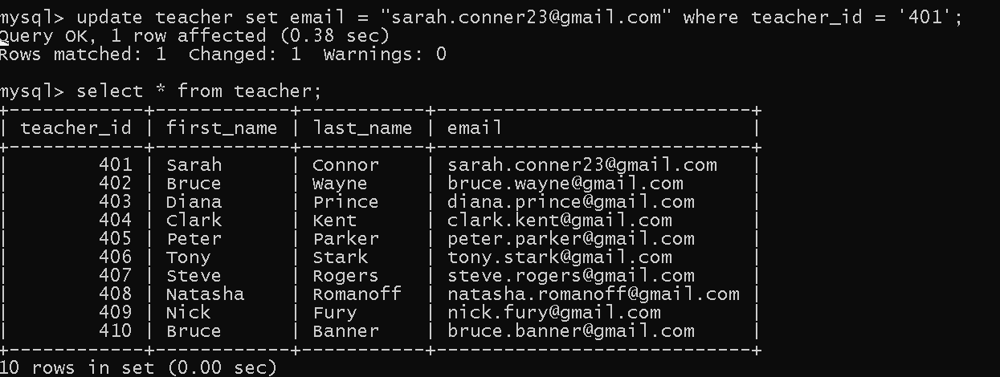 mysql> update teacher set email = "sarah.conner23@gmail.com" where teacher_id = '401';
Query OK, 1 row affected (0.38 sec)
Rows matched: 1  Changed: 1  Warnings: 0

mysql> select * from teacher;
+------------+------------+-----------+----------------------------+
| teacher_id | first_name | last_name | email                      |
+------------+------------+-----------+----------------------------+
|        401 | Sarah      | Connor    | sarah.conner23@gmail.com   |
|        402 | Bruce      | Wayne     | bruce.wayne@gmail.com      |
|        403 | Diana      | Prince    | diana.prince@gmail.com     |
|        404 | Clark      | Kent      | clark.kent@gmail.com       |
|        405 | Peter      | Parker    | peter.parker@gmail.com     |
|        406 | Tony       | Stark     | tony.stark@gmail.com       |
|        407 | Steve      | Rogers    | steve.rogers@gmail.com     |
|        408 | Natasha    | Romanoff  | natasha.romanoff@gmail.com |
|        409 | Nick       | Fury      | nick.fury@gmail.com        |
|        410 | Bruce      | Banner    | bruce.banner@gmail.com     |
+------------+------------+-----------+----------------------------+
10 rows in set (0.00 sec)